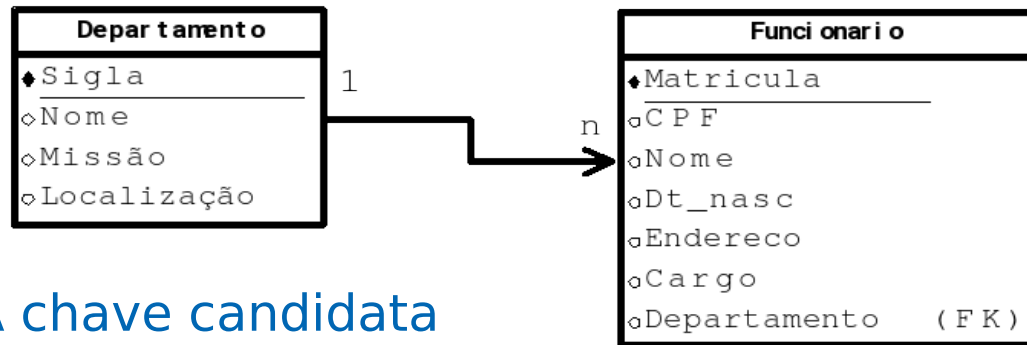 Departamento
Sigla
Nome
Missão
Localização
1
n
Funcionario
Matricula
CPF
Nome
Dt_nasc
Endereco
Cargo
Departamento (FK)
A chave candidata